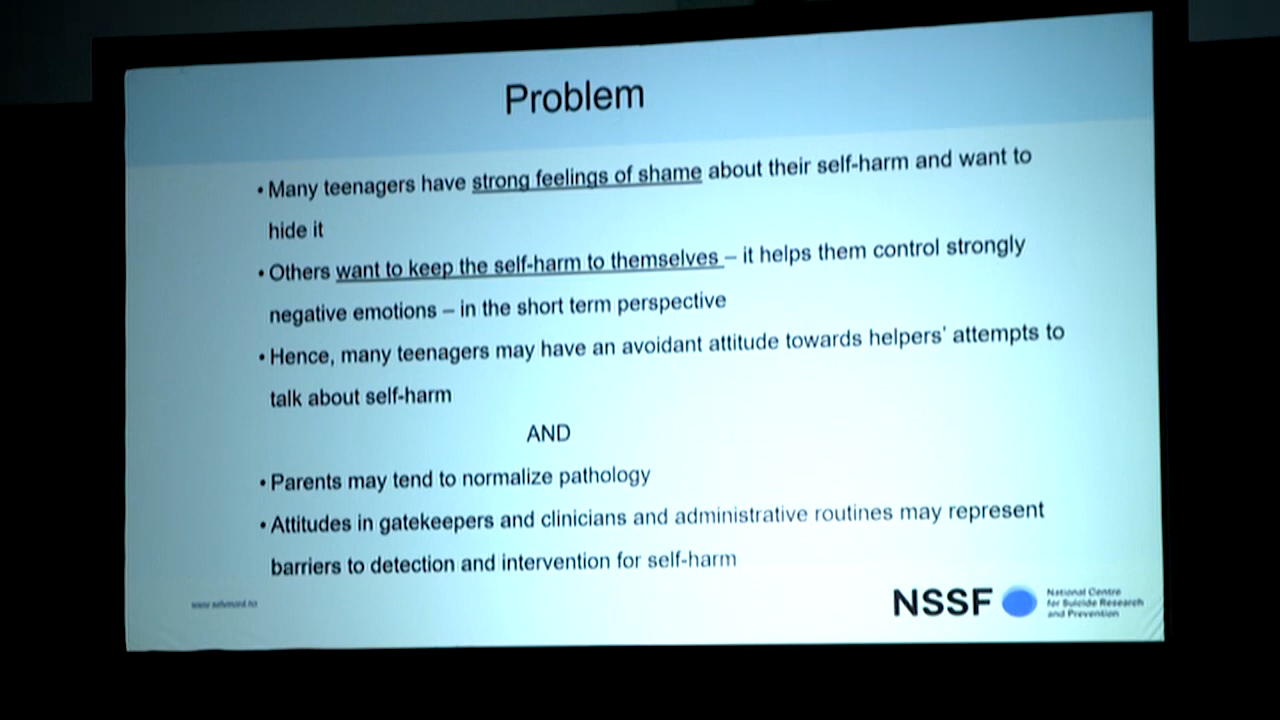 Problem
• Many teenagers have strong feelings of shame about their self-harm and want to
hide it
• Others want to keep the self-harm to themselves – it helps them control strongly
negative emotions – in the short term perspective
• Hence, many teenagers may have an avoidant attitude towards helpers' attempts to
talk about self-harm
AND
• Parents may tend to normalize pathology
• Attitudes in gatekeepers and clinicians and administrative routines may represent
barriers to detection and intervention for self-harm
www.selvmord.no
NSSF
National Centre
for Suicide Research
and Prevention